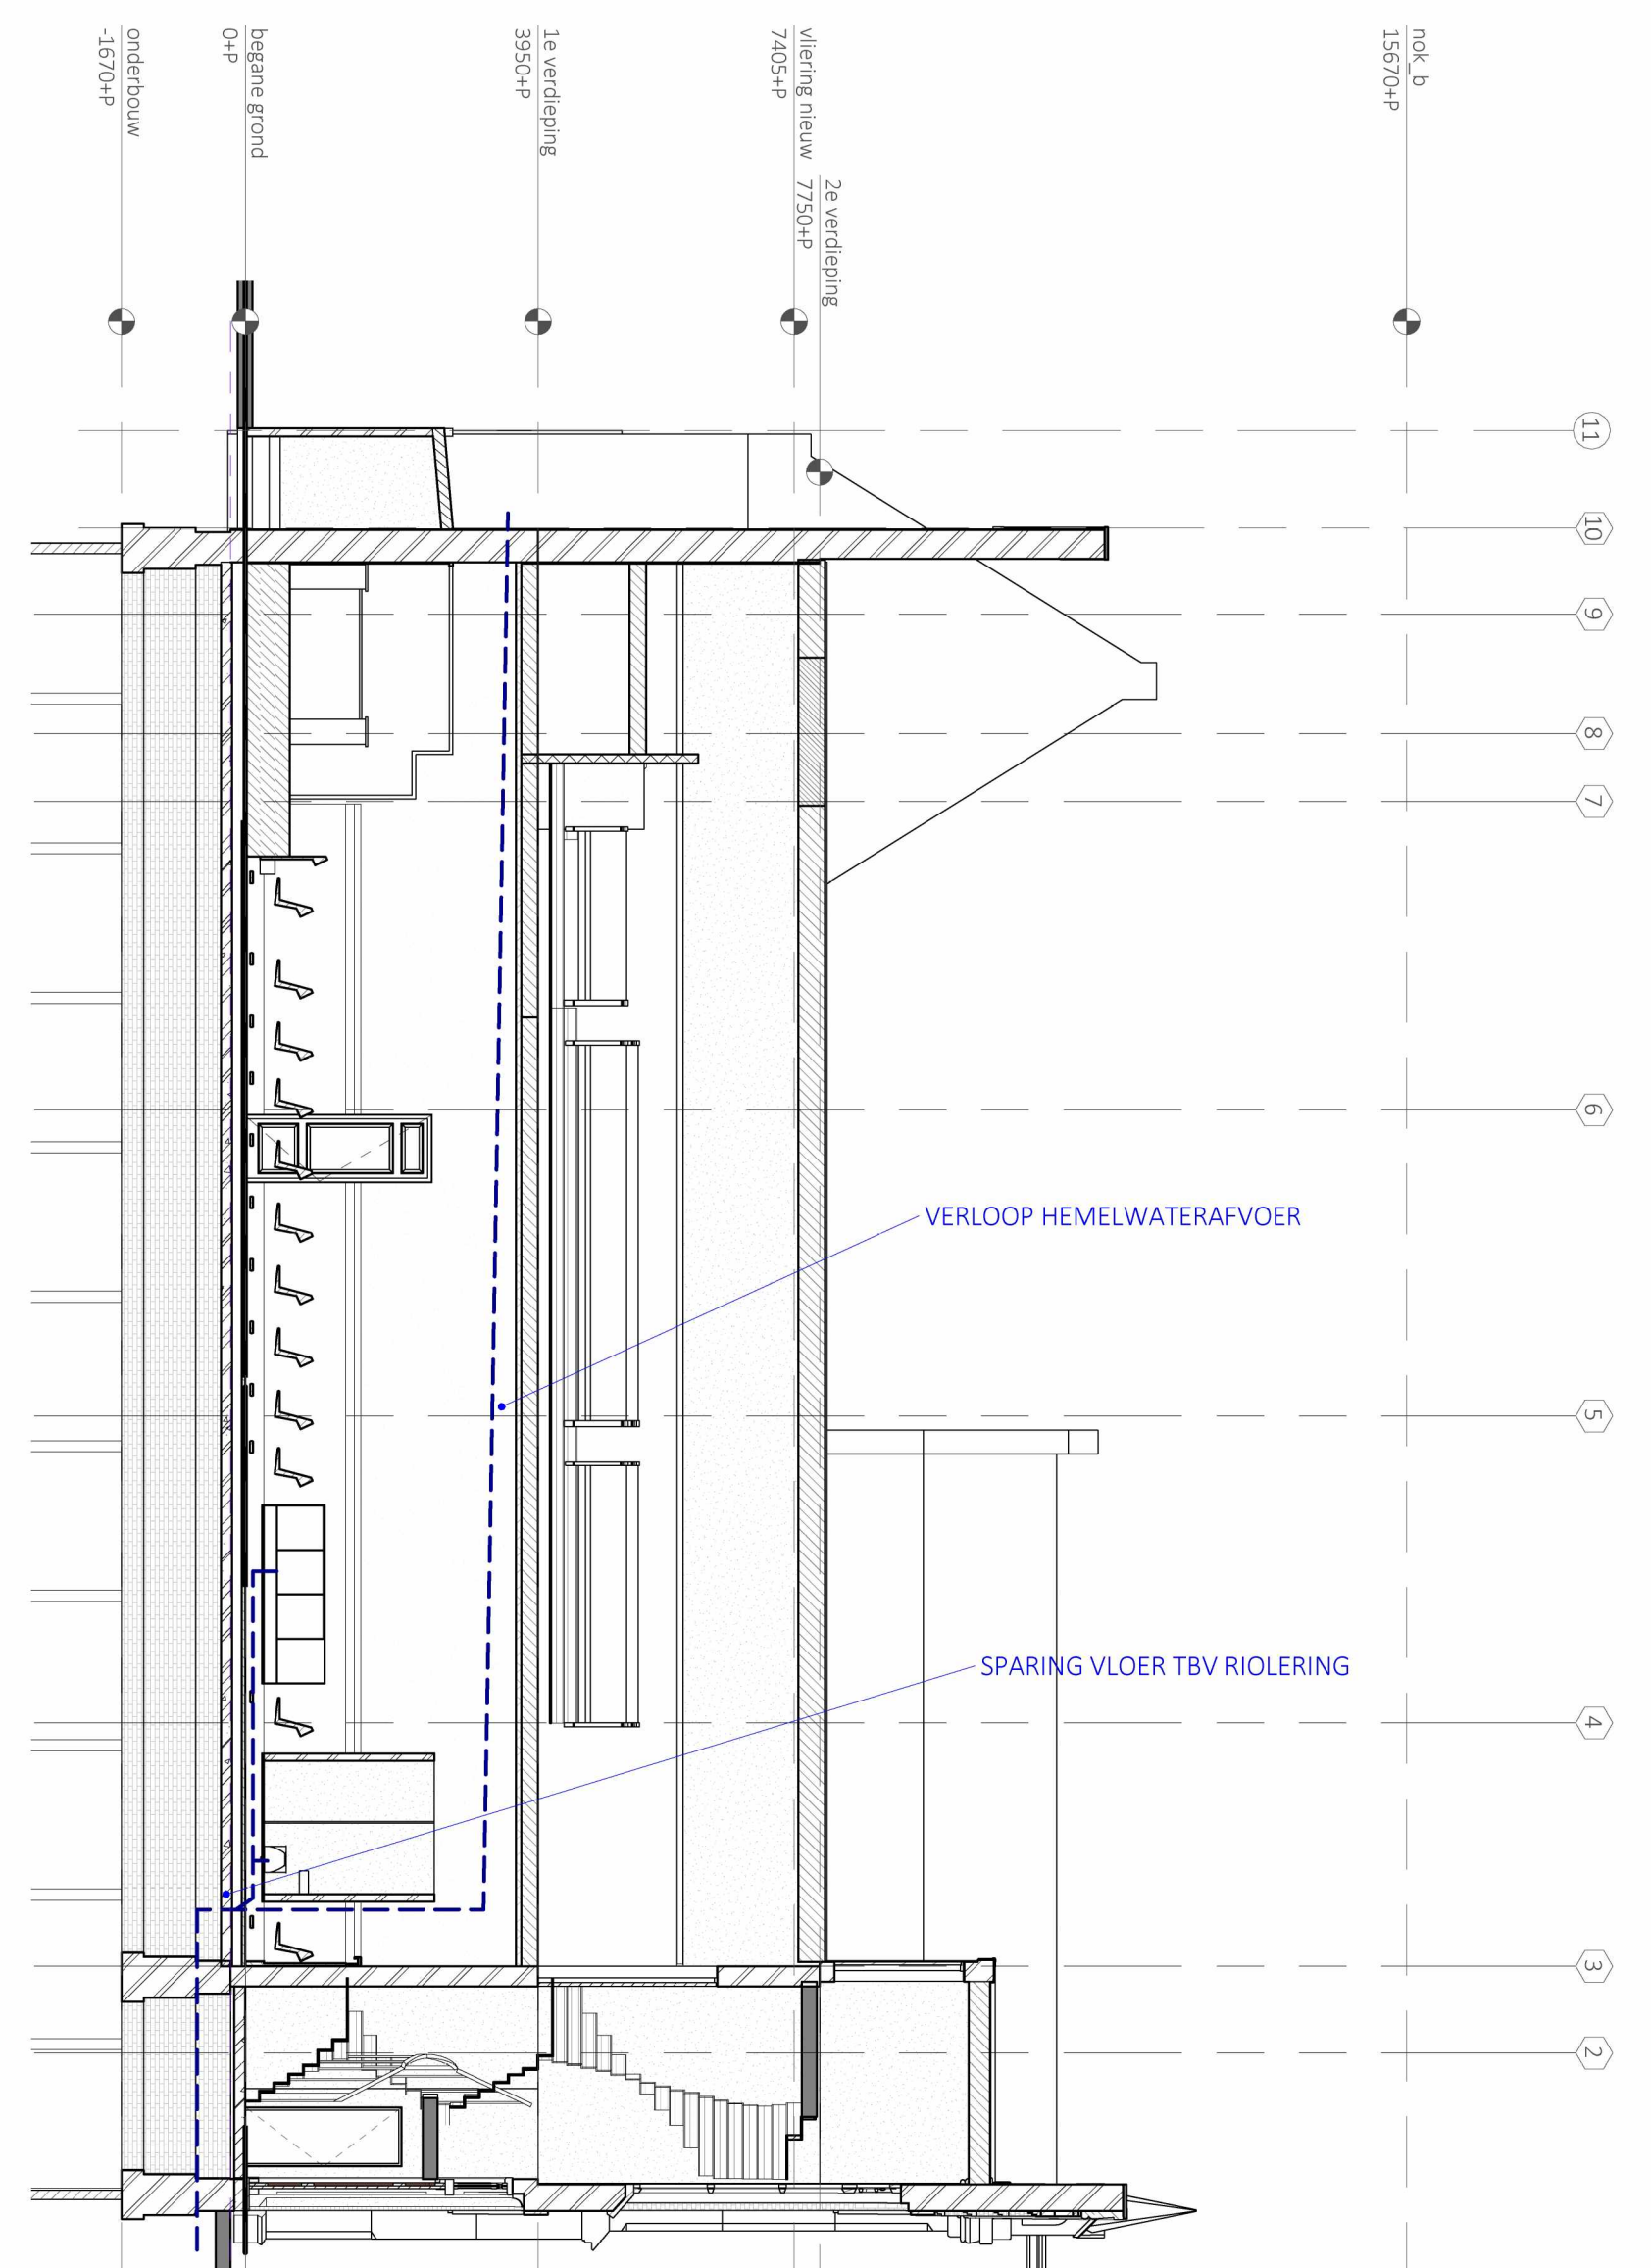 onderbouw
-1670+P
begane grond
0+P
1e verdieping
3950+P
vliering nieuw
7405+P
2e verdieping
7750+P
nok_b
15670+P
11
10
9
8
7
6
VERLOOP HEMELWATERAFVOER
5
SPARING VLOER TBV RIOLERING
4
3
2